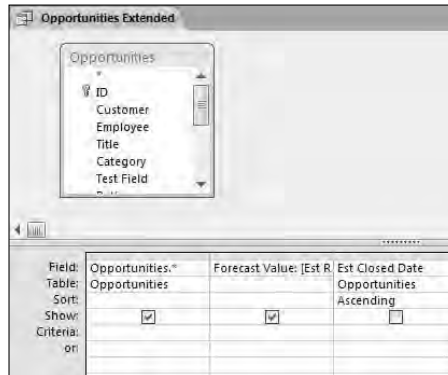 Opportunities Extended
Opportunities
*
ID
Customer
Employee
Title
Category
Test Field
Field: Opportunities.* Forecast Value: [Est R Est Closed Date
Table: Opportunities Opportunities
Sort: Ascending
Show:
Criteria:
or: